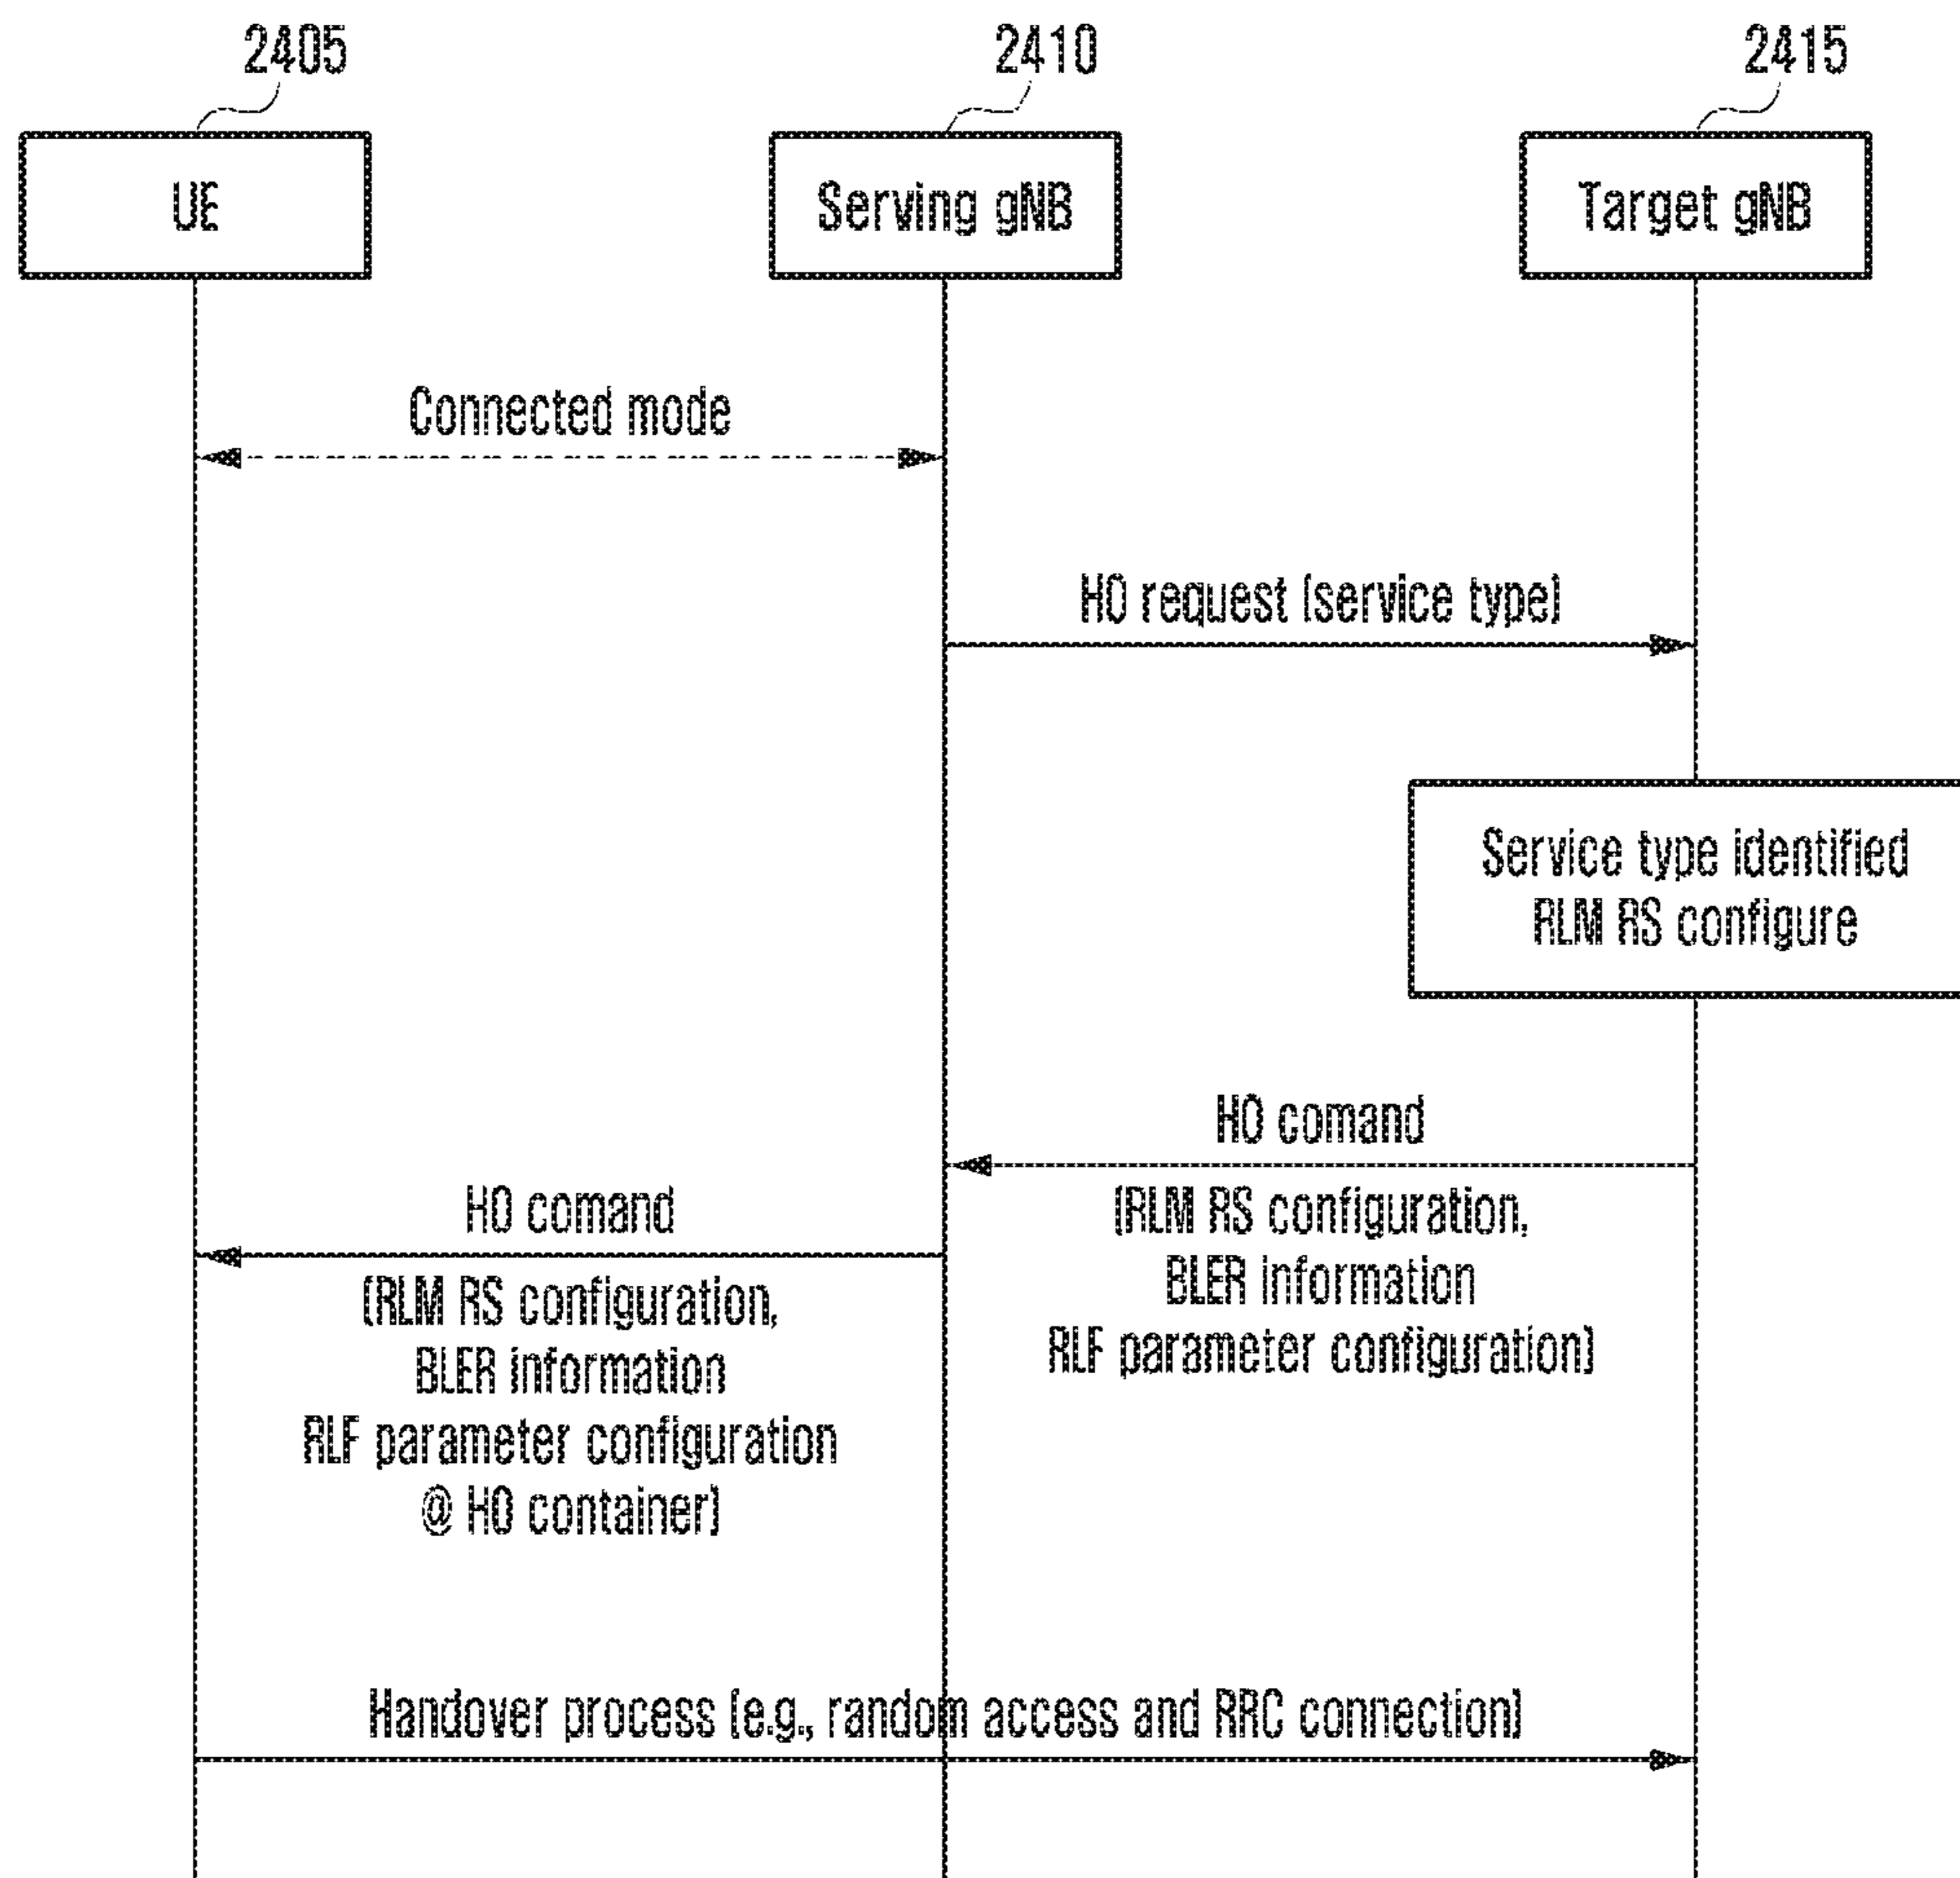 2405
2410
2415
UE
Serving gNB
Target gNB
Connected mode
HO request (service type)
Service type identified
RLM RS configure
HO comand
(RLM RS configuration,
BLER information
RLF parameter configuration)
HO comand
(RLM RS configuration,
BLER information
RLF parameter configuration
@ HO container)
Handover process (e.g., random access and RRC connection)